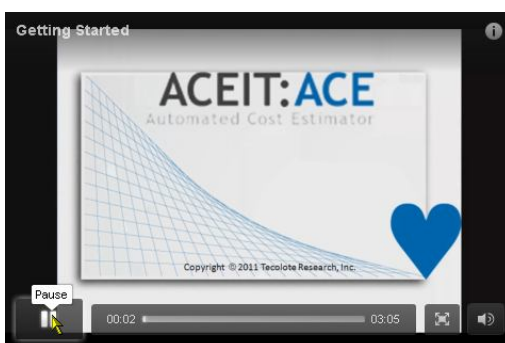 Getting Started
ACEIT:ACE
Automated Cost Estimator
Copyright © 2011 Tecolote Research, Inc.
Pause
00:02
03:05